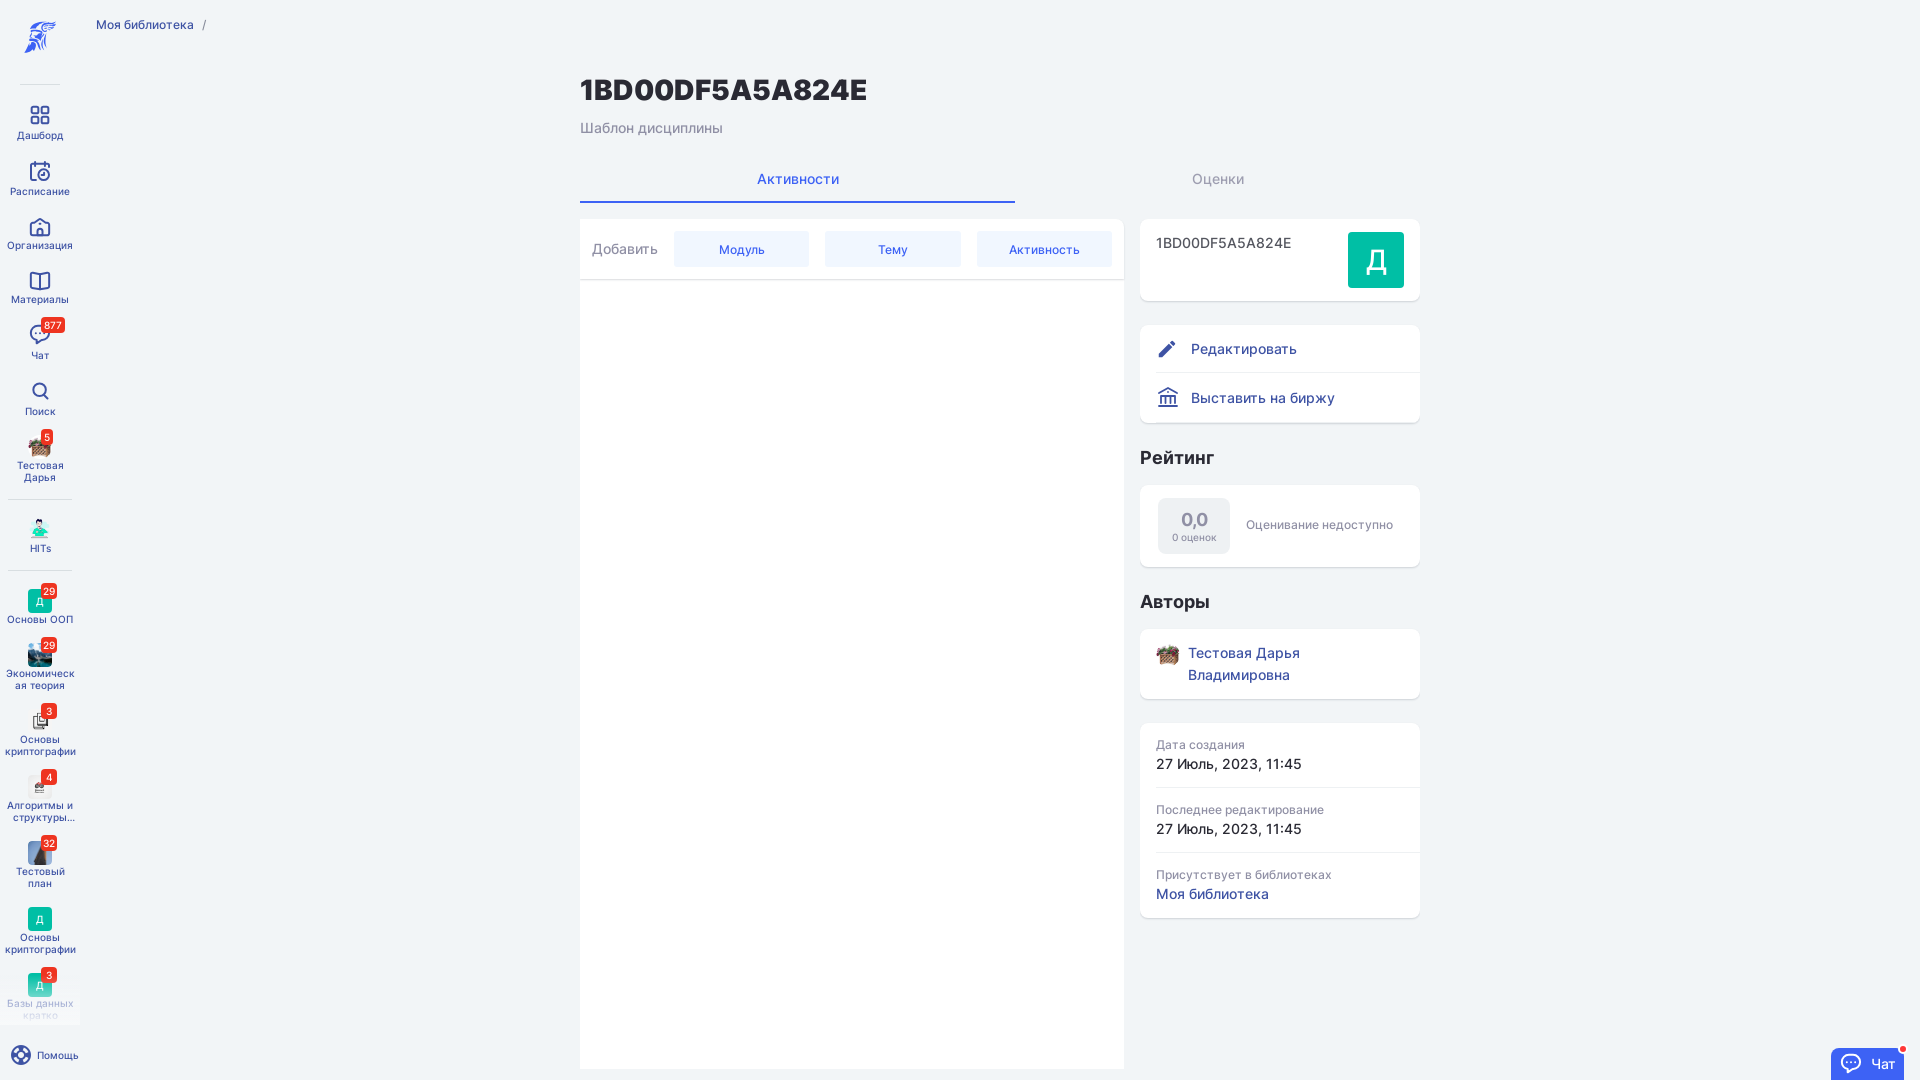 Моя библиотека /
Дашборд
Расписание
Организация
Материалы
877
Чат
Поиск
5
Тестовая
Дарья
HITs
29
Д
Основы ООП
29
Экономическ
ая теория
3
Основы
криптографии
4
Алгоритмы и
структуры...
32
Тестовый
план
Д
Основы
криптографии
3
Д
Базы данных
кратко
Помощь
1BD00DF5A5A824E
Шаблон дисциплины
Активности
Оценки
Добавить
Модуль
Тему
Активность
1BD00DF5A5A824E
Д
Редактировать
Выставить на биржу
Рейтинг
0,0
0 оценок
Оценивание недоступно
Авторы
Тестовая Дарья
Владимировна
Дата создания
27 Июль, 2023, 11:45
Последнее редактирование
27 Июль, 2023, 11:45
Присутствует в библиотеках
Моя библиотека
Чат